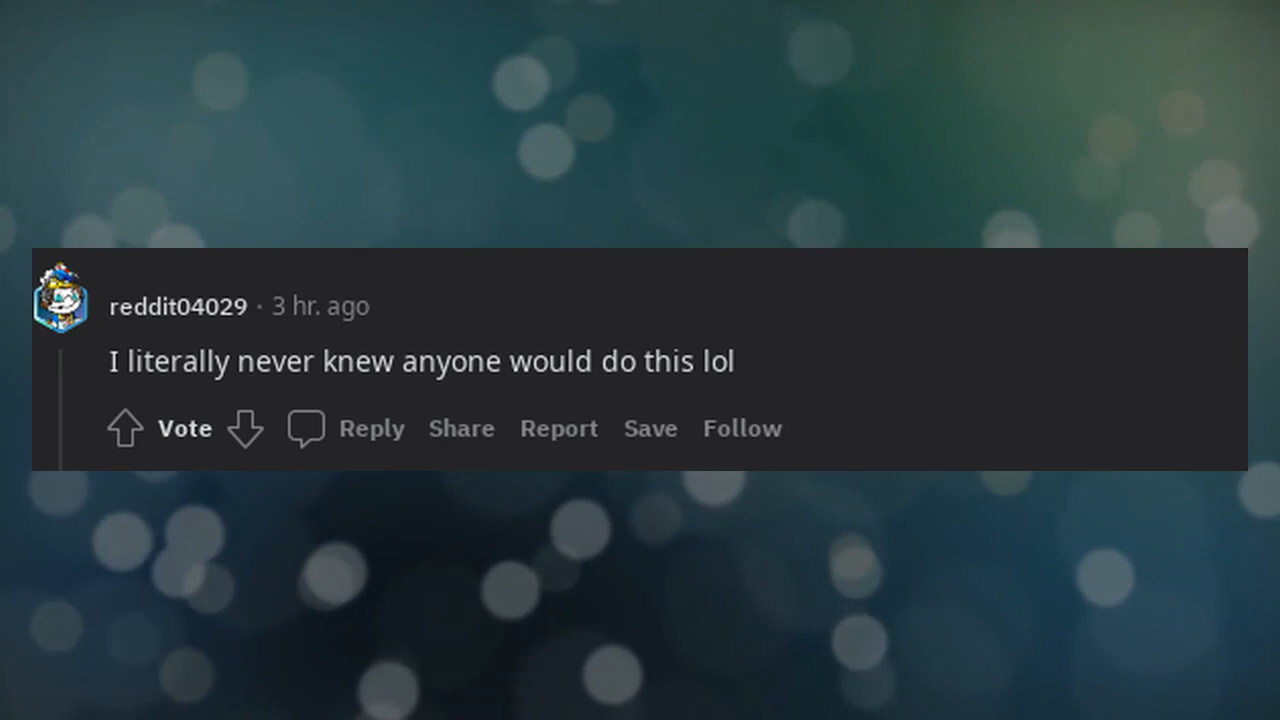 reddit04029 · 3 hr. ago
I literally never knew anyone would do this lol
Vote Reply Share Report Save Follow